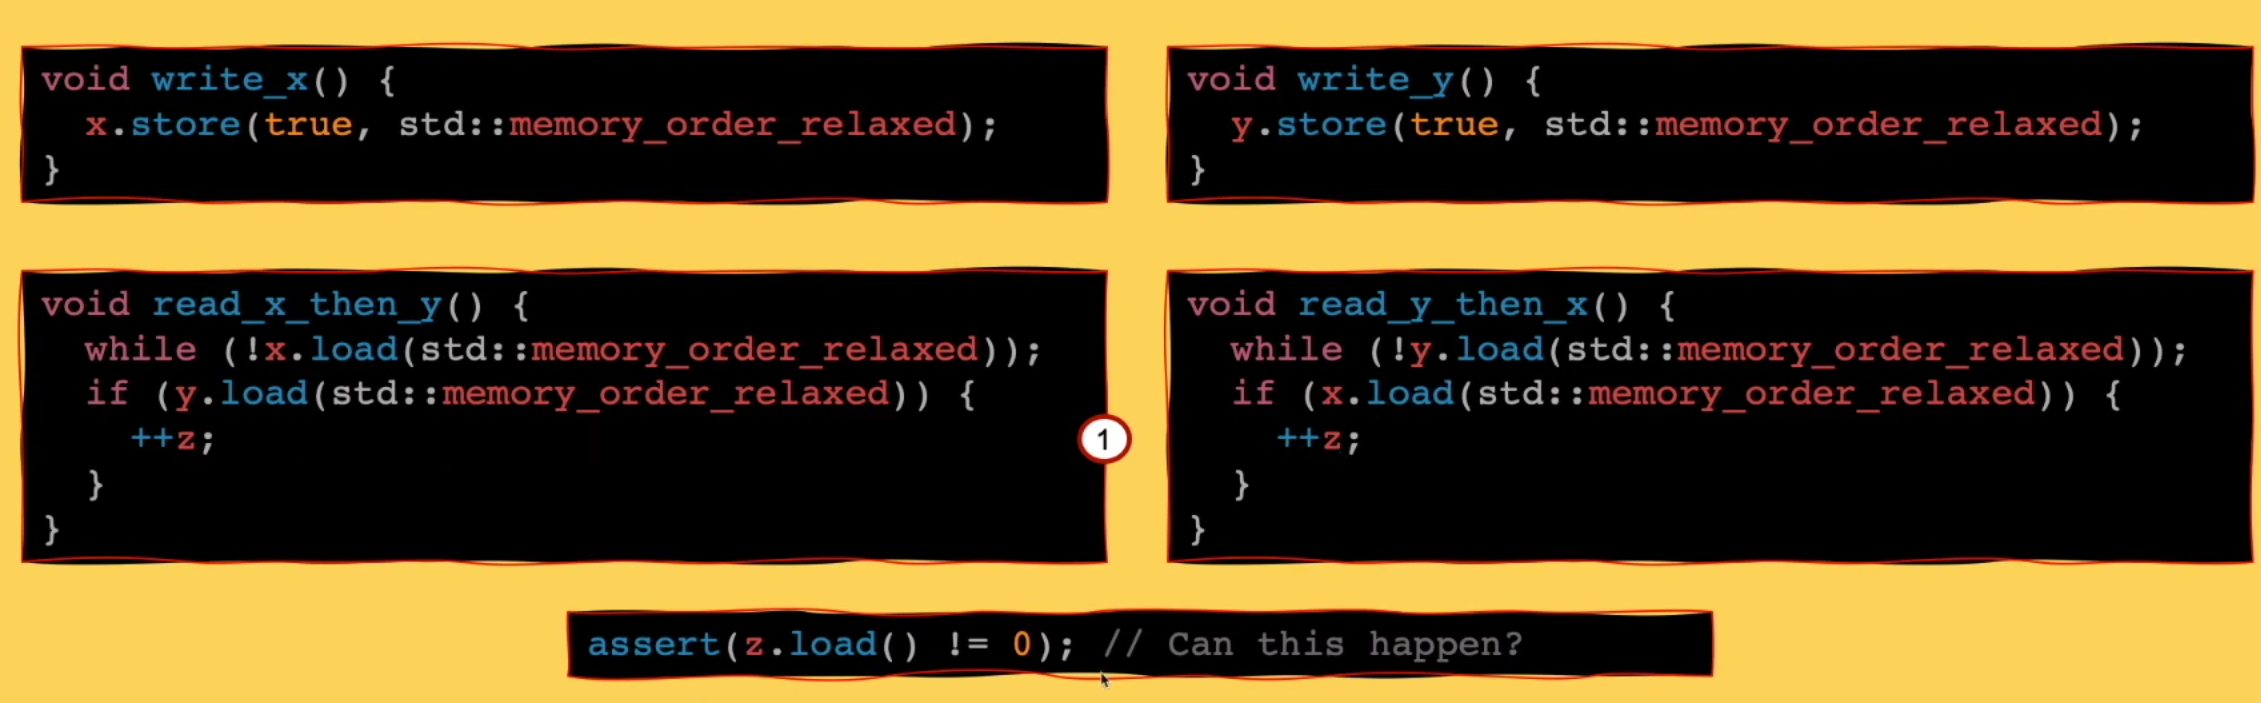 void write_x() {
  x.store(true, std::memory_order_relaxed);
}
void write_y() {
  y.store(true, std::memory_order_relaxed);
}
void read_x_then_y() {
  while (!x.load(std::memory_order_relaxed));
  if (y.load(std::memory_order_relaxed)) {
    ++z;
  }
}
1
void read_y_then_x() {
  while (!y.load(std::memory_order_relaxed));
  if (x.load(std::memory_order_relaxed)) {
    ++z;
  }
}
assert(z.load() != 0); // Can this happen?